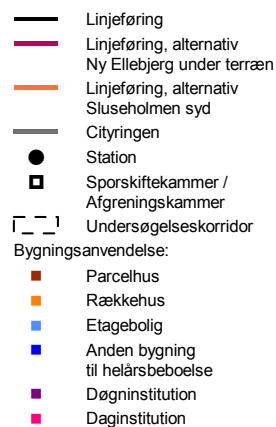 Linjeføring
Linjeføring, alternativ
Ny Ellebjerg under terræn
Linjeføring, alternativ
Sluseholmen syd
Cityringen
Station
Sporskiftekammer /
Afgreningskammer
Undersøgelseskorridor
Bygningsanvendelse:
Parcelhus
Rækkehus
Etagebolig
Anden bygning
til helårsbeboelse
Døgninstitution
Daginstitution